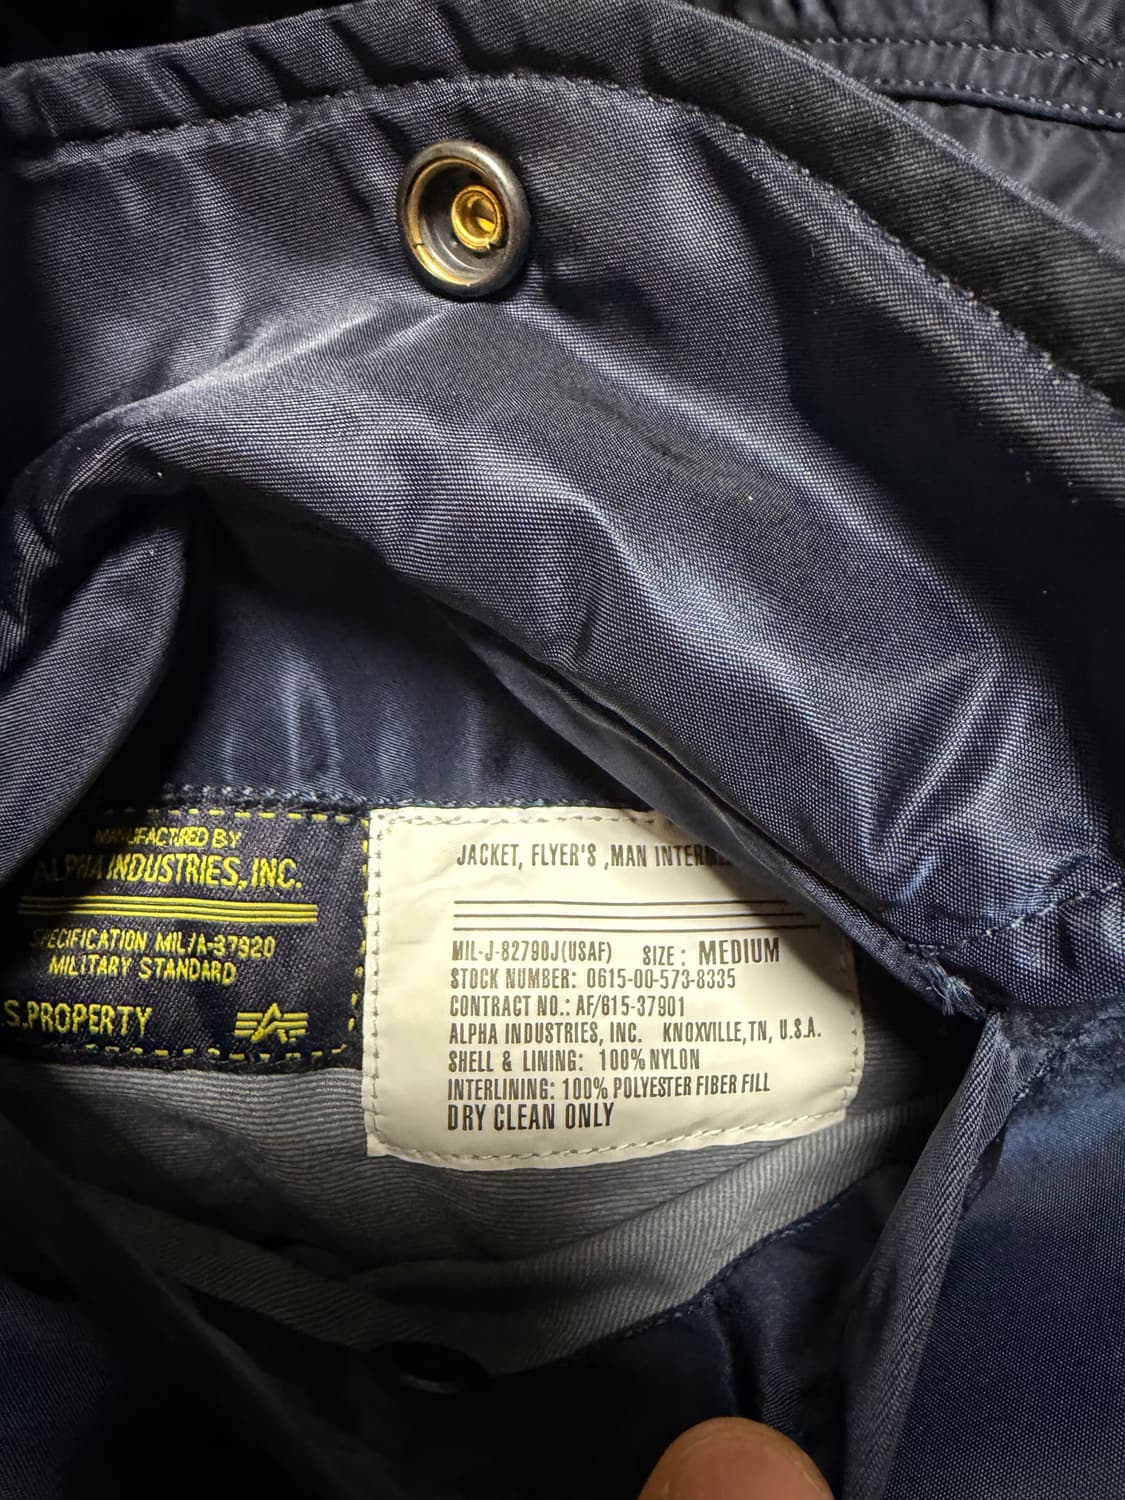 MANUFACTURED BY
ALPHA INDUSTRIES, INC.
SPECIFICATION MIL/A-37920
MILITARY STANDARD
.S.PROPERTY
JACKET, FLYER'S ,MAN
MIL-J-82790J(USAF) SIZE: MEDIUM
STOCK NUMBER: 0615-00-573-8335
CONTRACT NO.: AF/615-37901
ALPHA INDUSTRIES, INC. KNOXVILLE, TN, U.S.A.
SHELL & LINING: 100% NYLON
INTERLINING: 100% POLYESTER FIBER FILL
DRY CLEAN ONLY